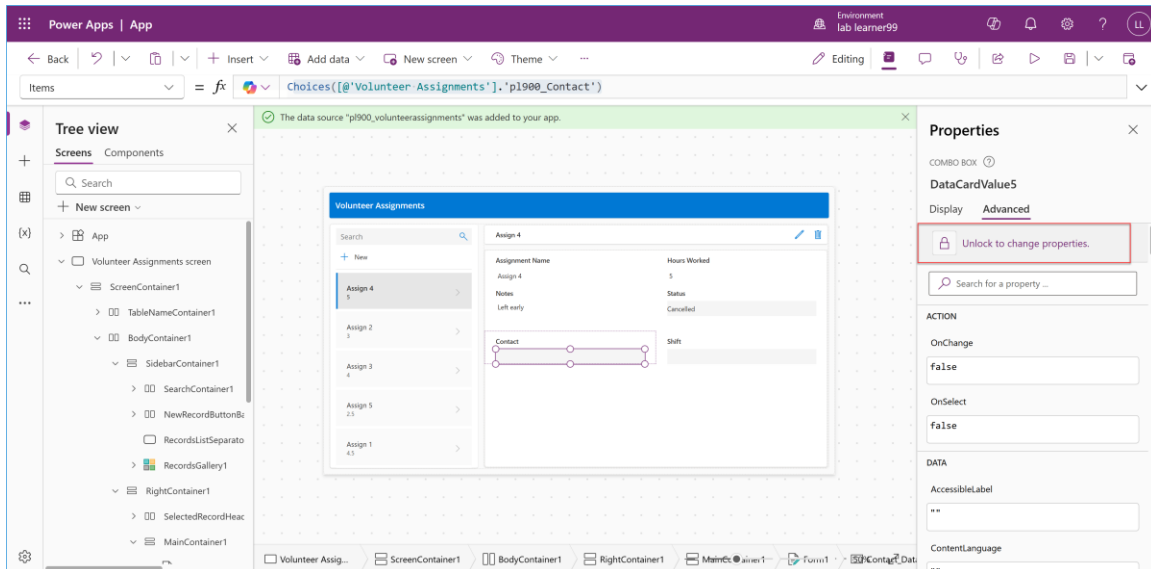 Power Apps | App
Environment
lab learner99
LL
Back
Insert
Add data
New screen
Theme
...
Editing
Items
= fx
Choices([@'Volunteer Assignments'].'pl900_Contact')
Tree view
Screens Components
Search
New screen
App
Volunteer Assignments screen
ScreenContainer1
TableNameContainer1
BodyContainer1
SidebarContainer1
SearchContainer1
NewRecordButtonBa
RecordsListSeparato
RecordsGallery1
RightContainer1
SelectedRecordHeac
MainContainer1
The data source "pl900_volunteerassignments" was added to your app.
Volunteer Assignments
Search
New
Assign 4
5
Assign 2
3
Assign 3
4
Assign 5
2.5
Assign 1
4.5
Assign 4
Assignment Name
Hours Worked
Assign 4
5
Notes
Status
Left early
Cancelled
Contact
Shift
Volunteer Assig...
ScreenContainer1
BodyContainer1
RightContainer1
Form1
Properties
COMBO BOX
DataCardValue5
Display Advanced
Unlock to change properties.
Search for a property ...
ACTION
OnChange
false
OnSelect
false
DATA
AccessibleLabel
""
ContentLanguage
""